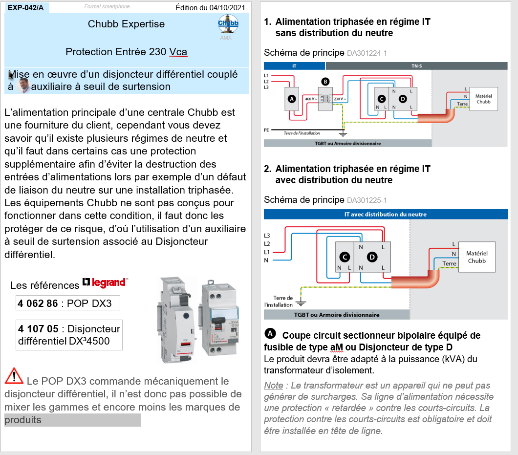 EXP-042/A
Format smartphone
Édition du 04/10/2021
Chubb Expertise
Chubb
Protection Entrée 230 Vca
Mise en œuvre d'un disjoncteur différentiel couplé
à auxiliaire à seuil de surtension
L'alimentation principale d'une centrale Chubb est
une fourniture du client, cependant vous devez
savoir qu'il existe plusieurs régimes de neutre et
qu'il faut dans certains cas une protection
supplémentaire afin d'éviter la destruction des
entrées d'alimentations lors par exemple d'un défaut
de liaison du neutre sur une installation triphasée.
Les équipements Chubb ne sont pas conçus pour
fonctionner dans cette condition, il faut donc les
protéger de ce risque, d'où l'utilisation d'un auxiliaire
à seuil de surtension associé au Disjoncteur
différentiel.
Les références legrand
4 062 86 : POP DX3
4 107 05 : Disjoncteur
différentiel DX³4500
Le POP DX3 commande mécaniquement le
disjoncteur différentiel, il n'est donc pas possible de
mixer les gammes et encore moins les marques de
produits
1. Alimentation triphasée en régime IT
sans distribution du neutre
Schéma de principe DA301224-1
IT
TN-S
L1
L2
L3
A
400 V~
B
230 V~
N L
C
D
N L
L
N
Terre
Matériel
Chubb
PE
Terre de l'installation
TGBT ou Armoire divisionnaire
2. Alimentation triphasée en régime IT
avec distribution du neutre
Schéma de principe DA301225-1
IT avec distribution du neutre
L3
L2
L1
N
C
D
N L
N L
L
N
Terre
Matériel
Chubb
Terre de
l'installation
TGBT ou Armoire divisionnaire
A Coupe circuit sectionneur bipolaire équipé de
fusible de type aM ou Disjoncteur de type D
Le produit devra être adapté à la puissance (kVA) du
transformateur d'isolement.
Note : Le transformateur est un appareil qui ne peut pas
générer de surcharges. Sa ligne d'alimentation nécessite
une protection « retardée » contre les courts-circuits. La
protection contre les courts-circuits est obligatoire et doit
être installée en tête de ligne.